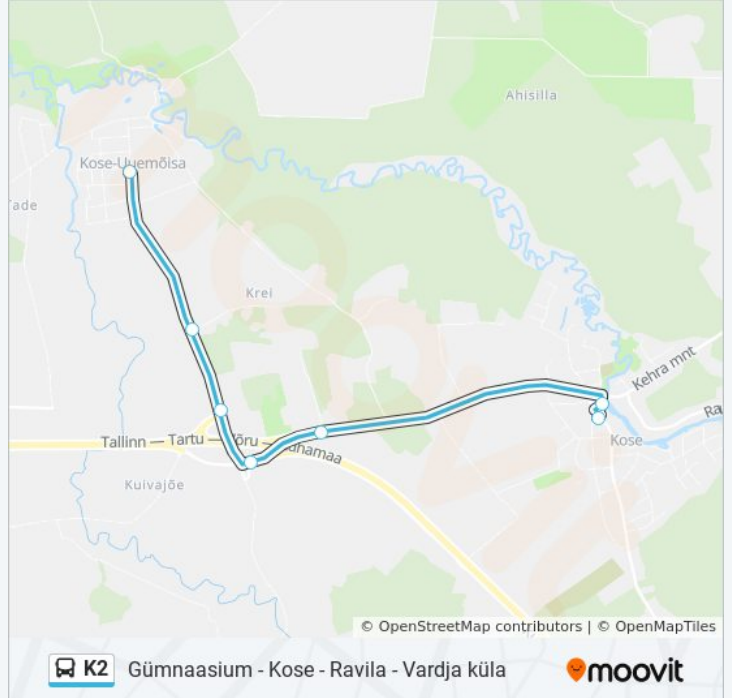 Ahisilla
Kose-Uuemõisa
Krei
Kehra mnt
Tallinn — Tartu — Võru — Luhamaa
Kose
Kuivajõe
© OpenStreetMap contributors | © OpenMapTiles
K2 Gümnaasium - Kose - Ravila - Vardja küla
moovit